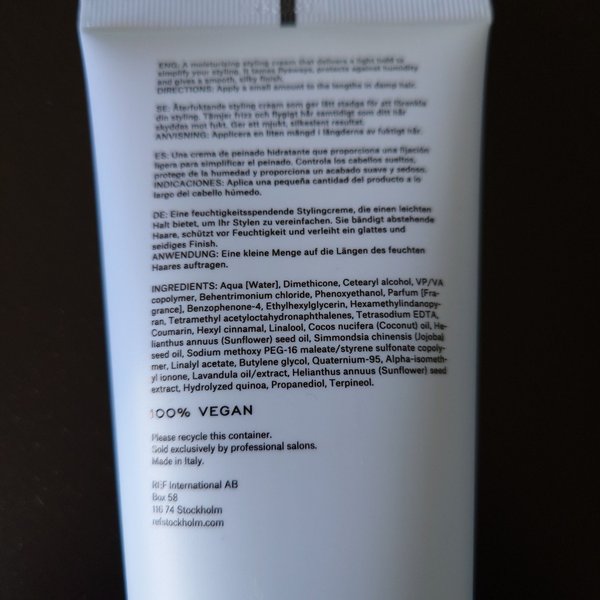 ENG: A moisturizing styling cream that delivers a light hold to
simplify your styling. It tames flyaways, protects against humidity
and gives a smooth, silky finish.
DIRECTIONS: Apply a small amount to the lengths in damp hair.
SE: Återfuktande styling cream som ger lätt stadga för att förenkla
din styling. Tämjer frizz och flygigt hår samtidigt som ditt hår
skyddas mot fukt. Ger ett mjukt, silkeslent resultat.
ANVISNING: Applicera en liten mängd i längderna av fuktigt hår.
ES: Una crema de peinado hidratante que proporciona una fijación
ligera para simplificar el peinado. Controla los cabellos sueltos,
protege de la humedad y proporciona un acabado suave y sedoso.
INDICACIONES: Aplica una pequeña cantidad del producto a lo
largo del cabello húmedo.
DE: Eine feuchtigkeitsspendende Stylingcreme, die einen leichten
Halt bietet, um Ihr Stylen zu vereinfachen. Sie bändigt abstehende
Haare, schützt vor Feuchtigkeit und verleiht ein glattes und
seidiges Finish.
ANWENDUNG: Eine kleine Menge auf die Längen des feuchten
Haares auftragen.
INGREDIENTS: Aqua [Water], Dimethicone, Cetearyl alcohol, VP/VA
copolymer, Behentrimonium chloride, Phenoxyethanol, Parfum [Fra-
grance], Benzophenone-4, Ethylhexylglycerin, Hexamethylindanopy-
ran, Tetramethyl acetyloctahydronaphthalenes, Tetrasodium EDTA,
Coumarin, Hexyl cinnamal, Linalool, Cocos nucifera (Coconut) oil, He-
lianthus annuus (Sunflower) seed oil, Simmondsia chinensis (Jojoba)
seed oil, Sodium methoxy PEG-16 maleate/styrene sulfonate copoly-
mer, Linalyl acetate, Butylene glycol, Quaternium-95, Alpha-isometh-
yl ionone, Lavandula oil/extract, Helianthus annuus (Sunflower) seed
extract, Hydrolyzed quinoa, Propanediol, Terpineol.
100% VEGAN
Please recycle this container.
Sold exclusively by professional salons.
Made in Italy.
REF International AB
Box 58
116 74 Stockholm
refstockholm.com